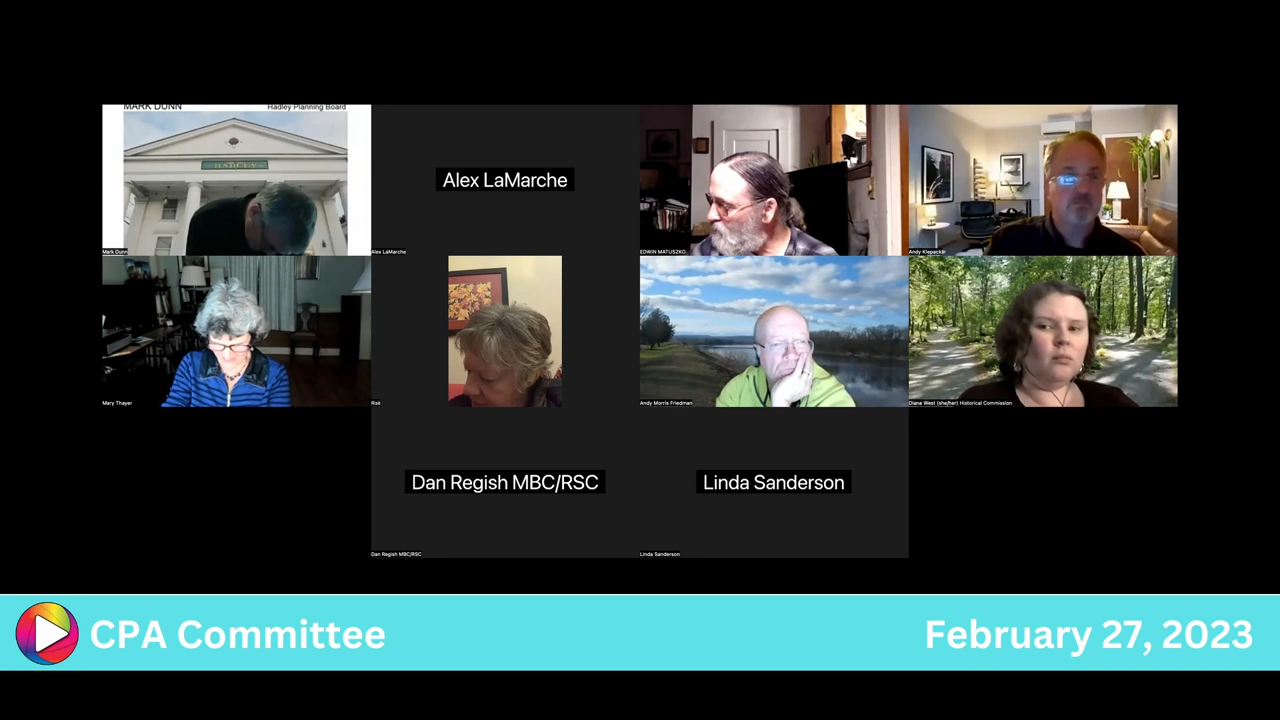 MARK DUNN
Hadley Planning Board
HADLEY
Mark Dunn
Alex LaMarche
Alex LaMarche
EDWIN MATUSZKO
Andy Klepacki
Mary Thayer
Risk
Andy Morris Friedman
Diana West (she/her) Historical Commission
Dan Regish MBC/RSC
Linda Sanderson
Dan Regish MBC/RSC
Linda Sanderson
CPA Committee
February 27, 2023